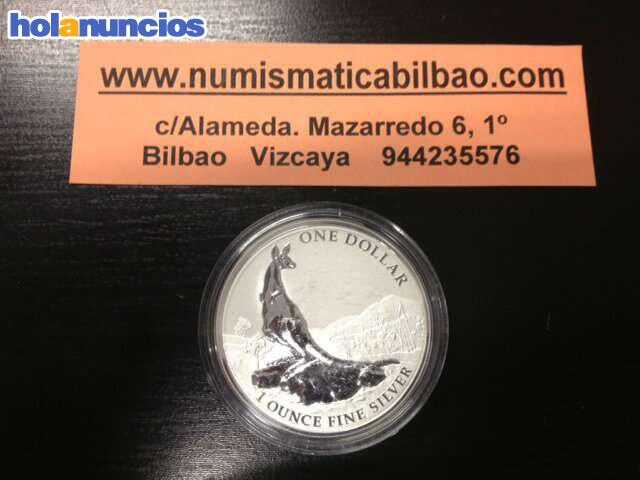 holanuncios
www.numismaticabilbao.com
c/Alameda. Mazarredo 6, 1º
Bilbao Vizcaya 944235576
ONE DOLLAR
1 OUNCE FINE SILVER